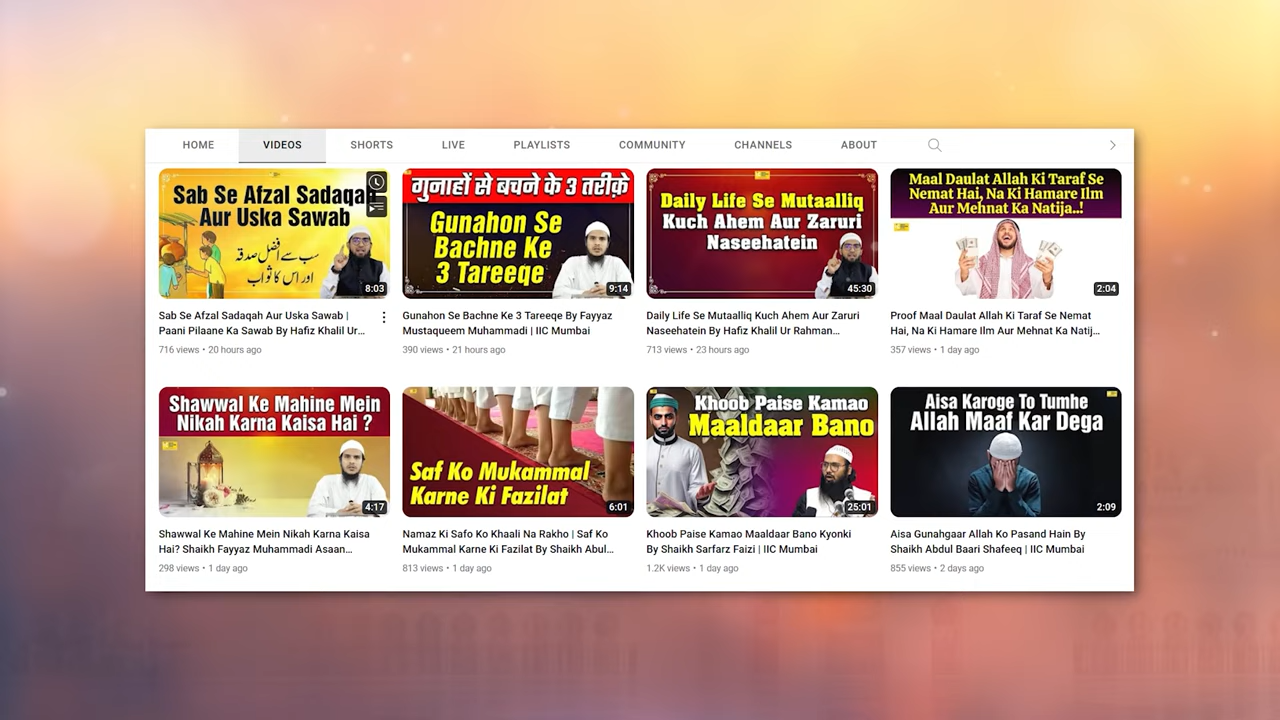 HOME VIDEOS SHORTS LIVE PLAYLISTS COMMUNITY CHANNELS ABOUT
Sab Se Afzal Sadaqah
Aur Uska Sawab
سب سے افضل صدقہ
اور اس کا ثواب
8:03
गुनाहों से बचने के 3 तरीक़े
Gunahon Se
Bachne Ke
3 Tareeqe
9:14
Daily Life Se Mutaalliq
Kuch Ahem Aur Zaruri
Naseehatein
45:30
Maal Daulat Allah Ki Taraf Se
Nemat Hai, Na Ki Hamare Ilm
Aur Mehnat Ka Natija..!
2:04
Sab Se Afzal Sadaqah Aur Uska Sawab |
Paani Pilaane Ka Sawab By Hafiz Khalil Ur...
716 views • 20 hours ago
Gunahon Se Bachne Ke 3 Tareeqe By Fayyaz
Mustaqueem Muhammadi | IIC Mumbai
390 views • 21 hours ago
Daily Life Se Mutaalliq Kuch Ahem Aur Zaruri
Naseehatein By Hafiz Khalil Ur Rahman...
713 views • 23 hours ago
Proof Maal Daulat Allah Ki Taraf Se Nemat
Hai, Na Ki Hamare Ilm Aur Mehnat Ka Natij...
357 views • 1 day ago
Shawwal Ke Mahine Mein
Nikah Karna Kaisa Hai ?
4:17
Saf Ko Mukammal
Karne Ki Fazilat
6:01
Khoob Paise Kamao
Maaldaar Bano
25:01
Aisa Karoge To Tumhe
Allah Maaf Kar Dega
2:09
Shawwal Ke Mahine Mein Nikah Karna Kaisa
Hai? Shaikh Fayyaz Muhammadi Asaan...
298 views • 1 day ago
Namaz Ki Safo Ko Khaali Na Rakho | Saf Ko
Mukammal Karne Ki Fazilat By Shaikh Abul...
813 views • 1 day ago
Khoob Paise Kamao Maaldaar Bano Kyonki
By Shaikh Sarfarz Faizi | IIC Mumbai
1.2K views • 1 day ago
Aisa Gunahgaar Allah Ko Pasand Hain By
Shaikh Abdul Baari Shafeeq | IIC Mumbai
855 views • 2 days ago